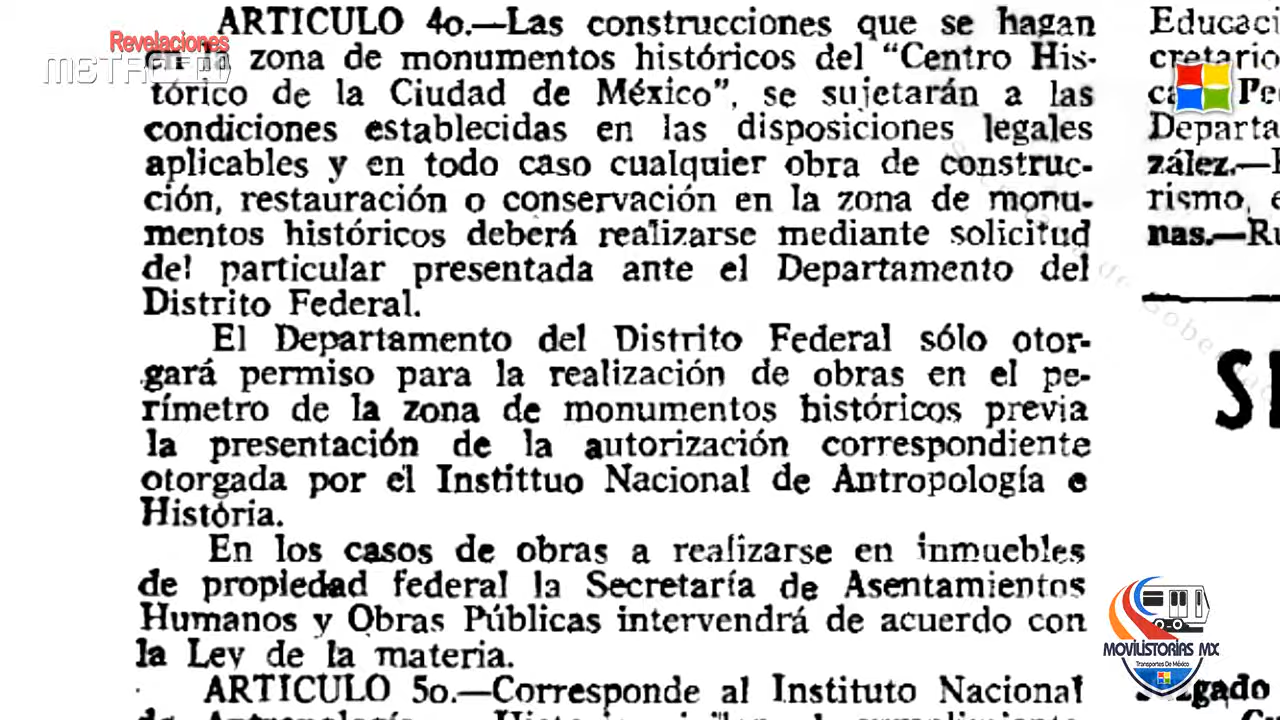 ARTICULO 4o.—Las construcciones que se hagan
en la zona de monumentos históricos del "Centro His-
tórico de la Ciudad de México", se sujetarán a las
condiciones establecidas en las disposiciones legales
aplicables y en todo caso cualquier obra de construc-
ción, restauración o conservación en la zona de monu-
mentos históricos deberá realizarse mediante solicitud
del particular presentada ante el Departamento del
Distrito Federal.
El Departamento del Distrito Federal sólo otor-
gará permiso para la realización de obras en el pe-
rímetro de la zona de monumentos históricos previa
la presentación de la autorización correspondiente
otorgada por el Instittuo Nacional de Antropología e
Historia.
En los casos de obras a realizarse en inmuebles
de propiedad federal la Secretaría de Asentamientos
Humanos y Obras Públicas intervendrá de acuerdo con
la Ley de la materia.
ARTICULO 5o.—Corresponde al Instituto Nacional
Revelaciones
Educaci
cretario
Departa
zález.—
rismo,
nas.—Ru
MOVILISTORIAS MX
Transportes De México